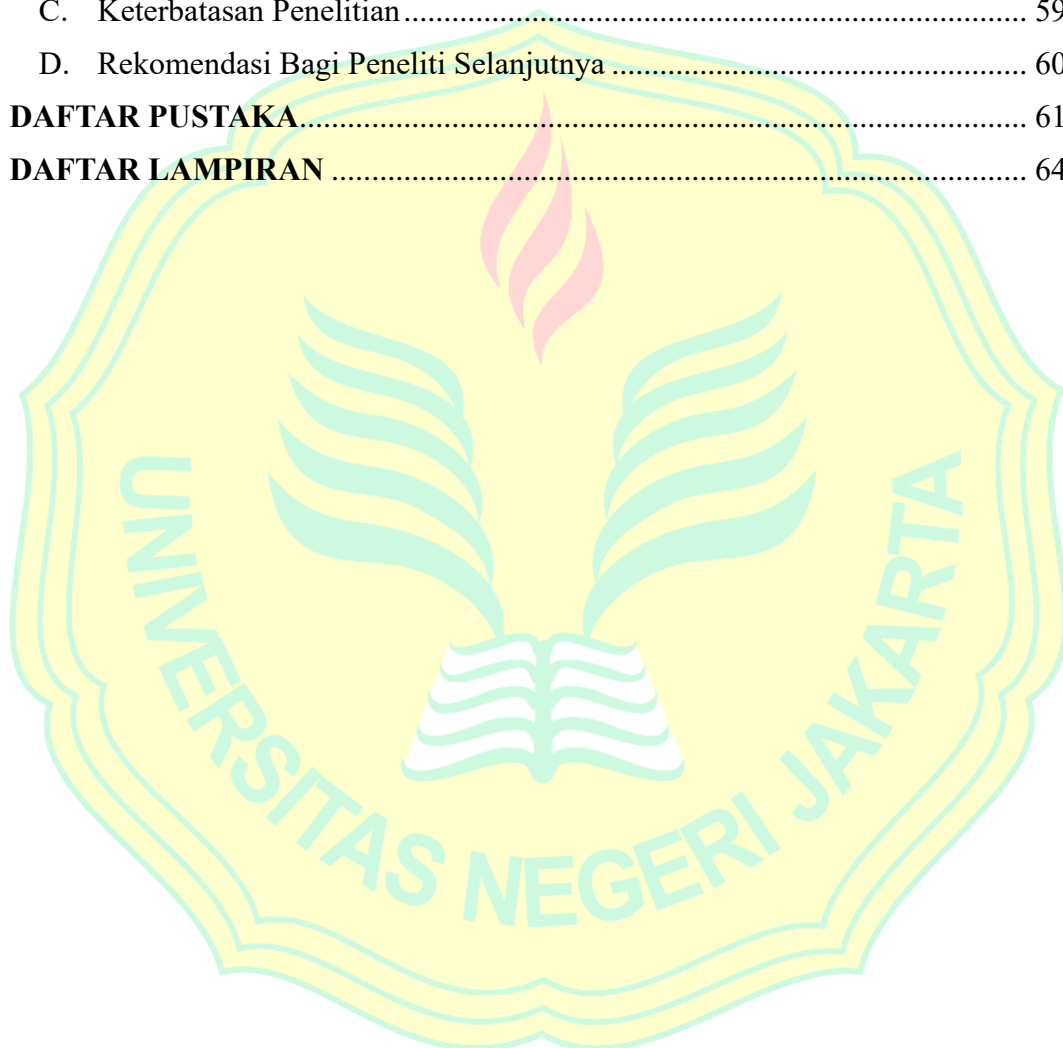 C. Keterbatasan Penelitian ........................................................................................ 59
D. Rekomendasi Bagi Peneliti Selanjutnya ........................................................... 60
DAFTAR PUSTAKA....................................................................................................... 61
DAFTAR LAMPIRAN ................................................................................................... 64
UNIVERSITAS NEGERI JAKARTA